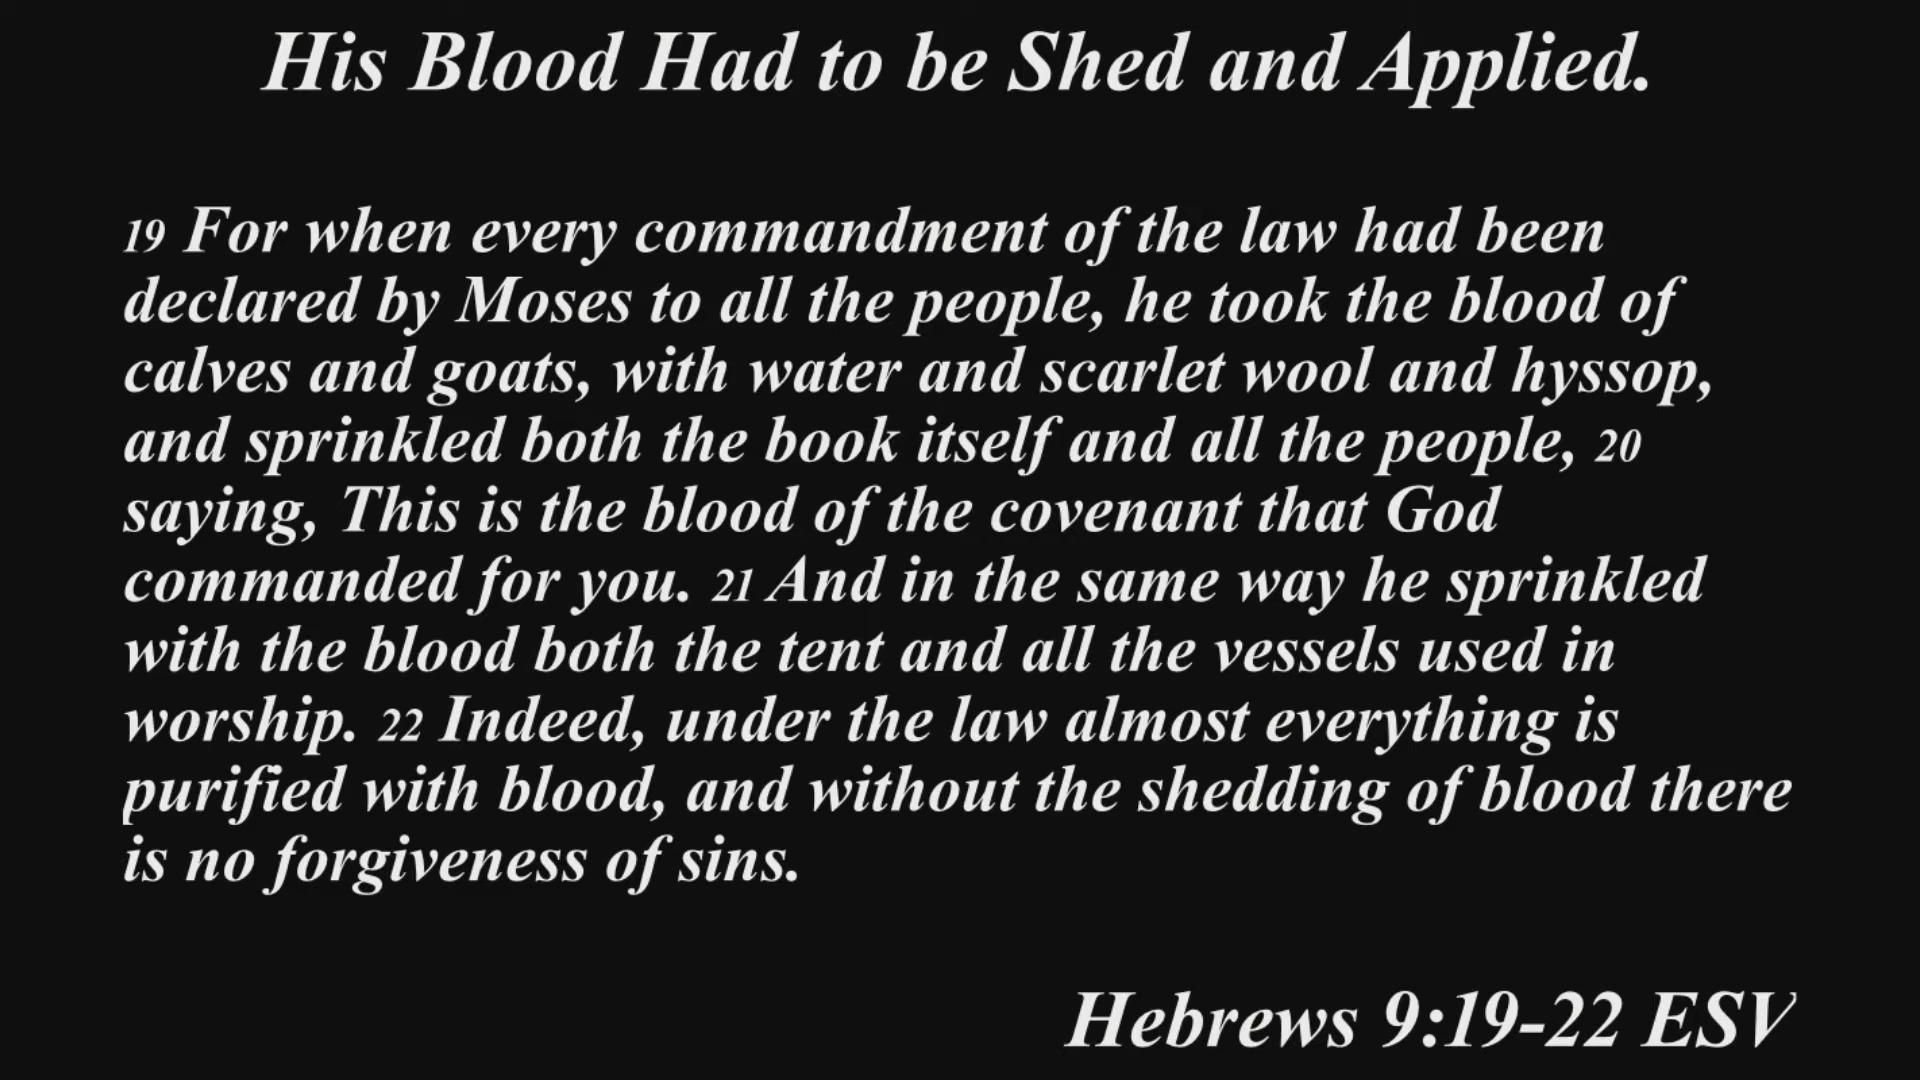 His Blood Had to be Shed and Applied.
19 For when every commandment of the law had been
declared by Moses to all the people, he took the blood of
calves and goats, with water and scarlet wool and hyssop,
and sprinkled both the book itself and all the people, 20
saying, This is the blood of the covenant that God
commanded for you. 21 And in the same way he sprinkled
with the blood both the tent and all the vessels used in
worship. 22 Indeed, under the law almost everything is
purified with blood, and without the shedding of blood there
is no forgiveness of sins.
Hebrews 9:19-22 ESV